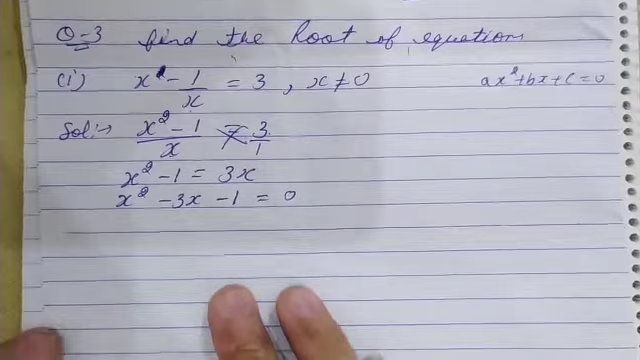 Q-3 find the Root of equations
(i) x - 1/x = 3, x ≠ 0 ax² + bx + c = 0
Sol:→ x² - 1/x = 3/1
x² - 1 = 3x
x² - 3x - 1 = 0